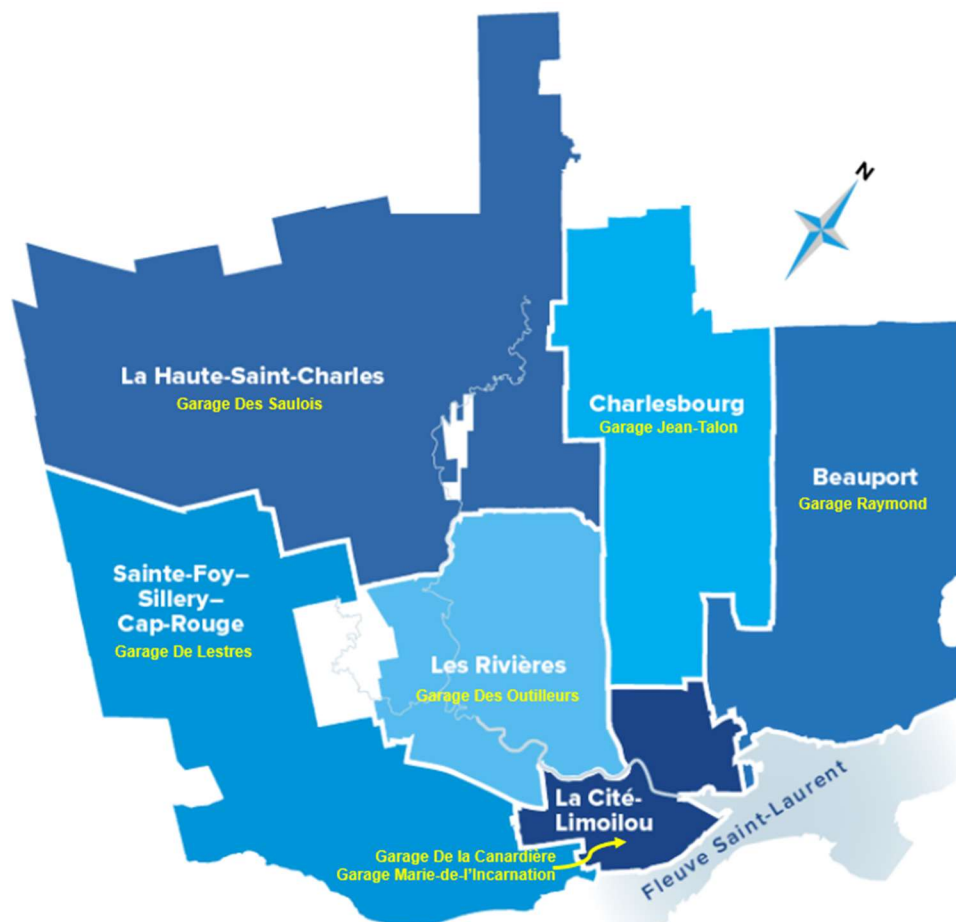 N
La Haute-Saint-Charles
Garage Des Saulois
Charlesbourg
Garage Jean-Talon
Beauport
Garage Raymond
Sainte-Foy–
Sillery–
Cap-Rouge
Garage De Lestres
Les Rivières
Garage Des Outilleurs
La Cité-
Limoilou
Garage De la Canardière
Garage Marie-de-l'Incarnation
Fleuve Saint-Laurent